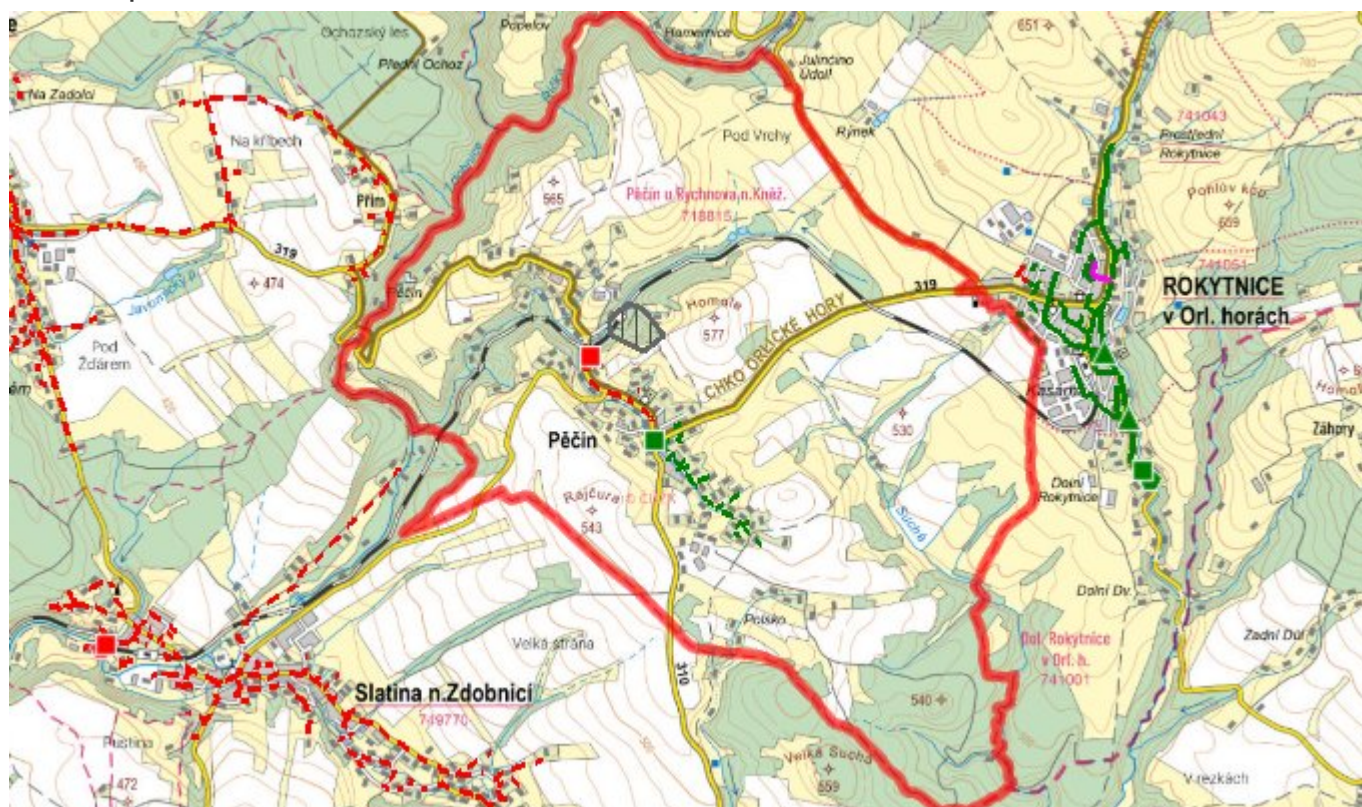 Popelov
Ochozský les
Hamernice
651
Přední Ochoz
Julinčino
Údolí
Na Zadolci
741043
Prostřední
Rokytnice
Na křibech
Pod Vrchy
Rýnek
Pohlův kop.
659
565
Pěčín u Rychnova n.Kněž.
718815
Přím
741051
319
474
Pěčín
Homole
577
CHKO ORLICKÉ HORY
319
ROKYTNICE
v Orl. horách
Pod
Žďárem
Kasárn
Záhory
530
Pěčín
Rajčura
543
Dolní
Rokytnice
Suchá
Dolní Dv.
Polsko
Zadní Důl
Velká strana
310
Dol. Rokytnice
v Orl. h.
741001
Slatina n.Zdobnicí
749770
540
Pustina
472
Velká Suchá
559
V rezkách